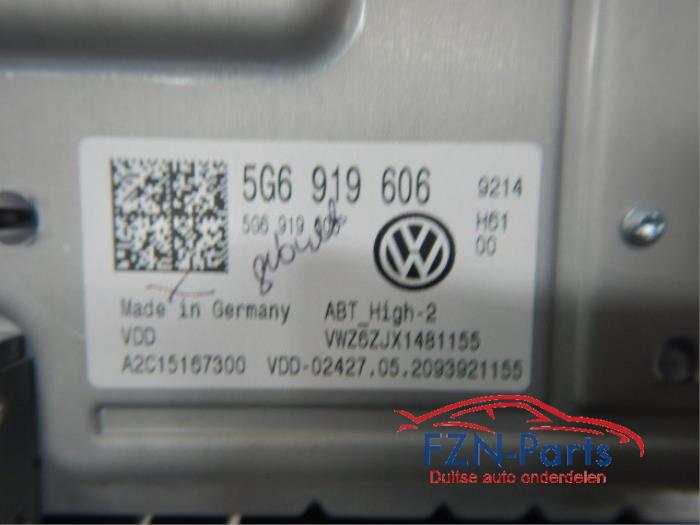 5G6 919 606 9214
5G6 919 606 H61
00
Made in Germany ABT_High-2
VDD VWZ6ZJX1481155
A2C15167300 VDD-02427.05.2093921155
FZN-Parts
Duitse auto onderdelen